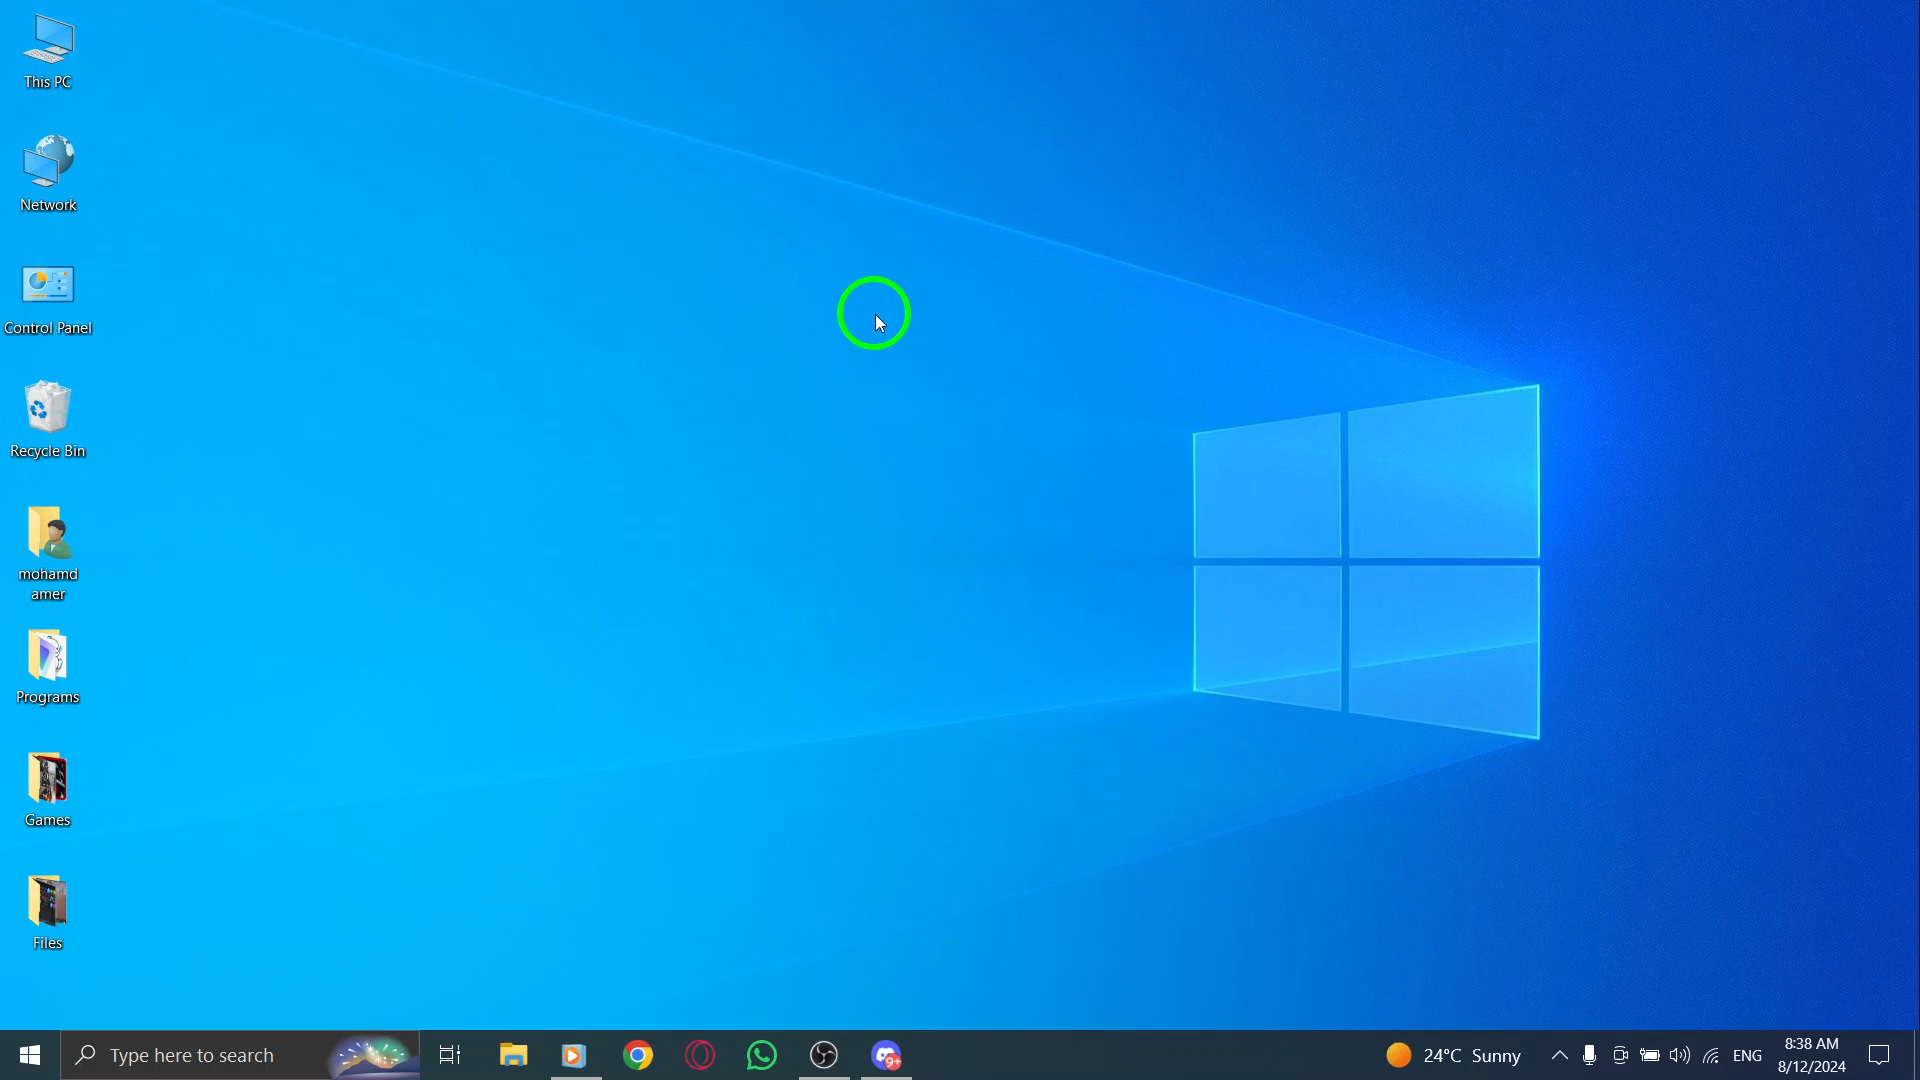 This PC
Network
Control Panel
Recycle Bin
mohamd
amer
Programs
Games
Files
Type here to search
9+
24°C Sunny
ENG
8:38 AM
8/12/2024